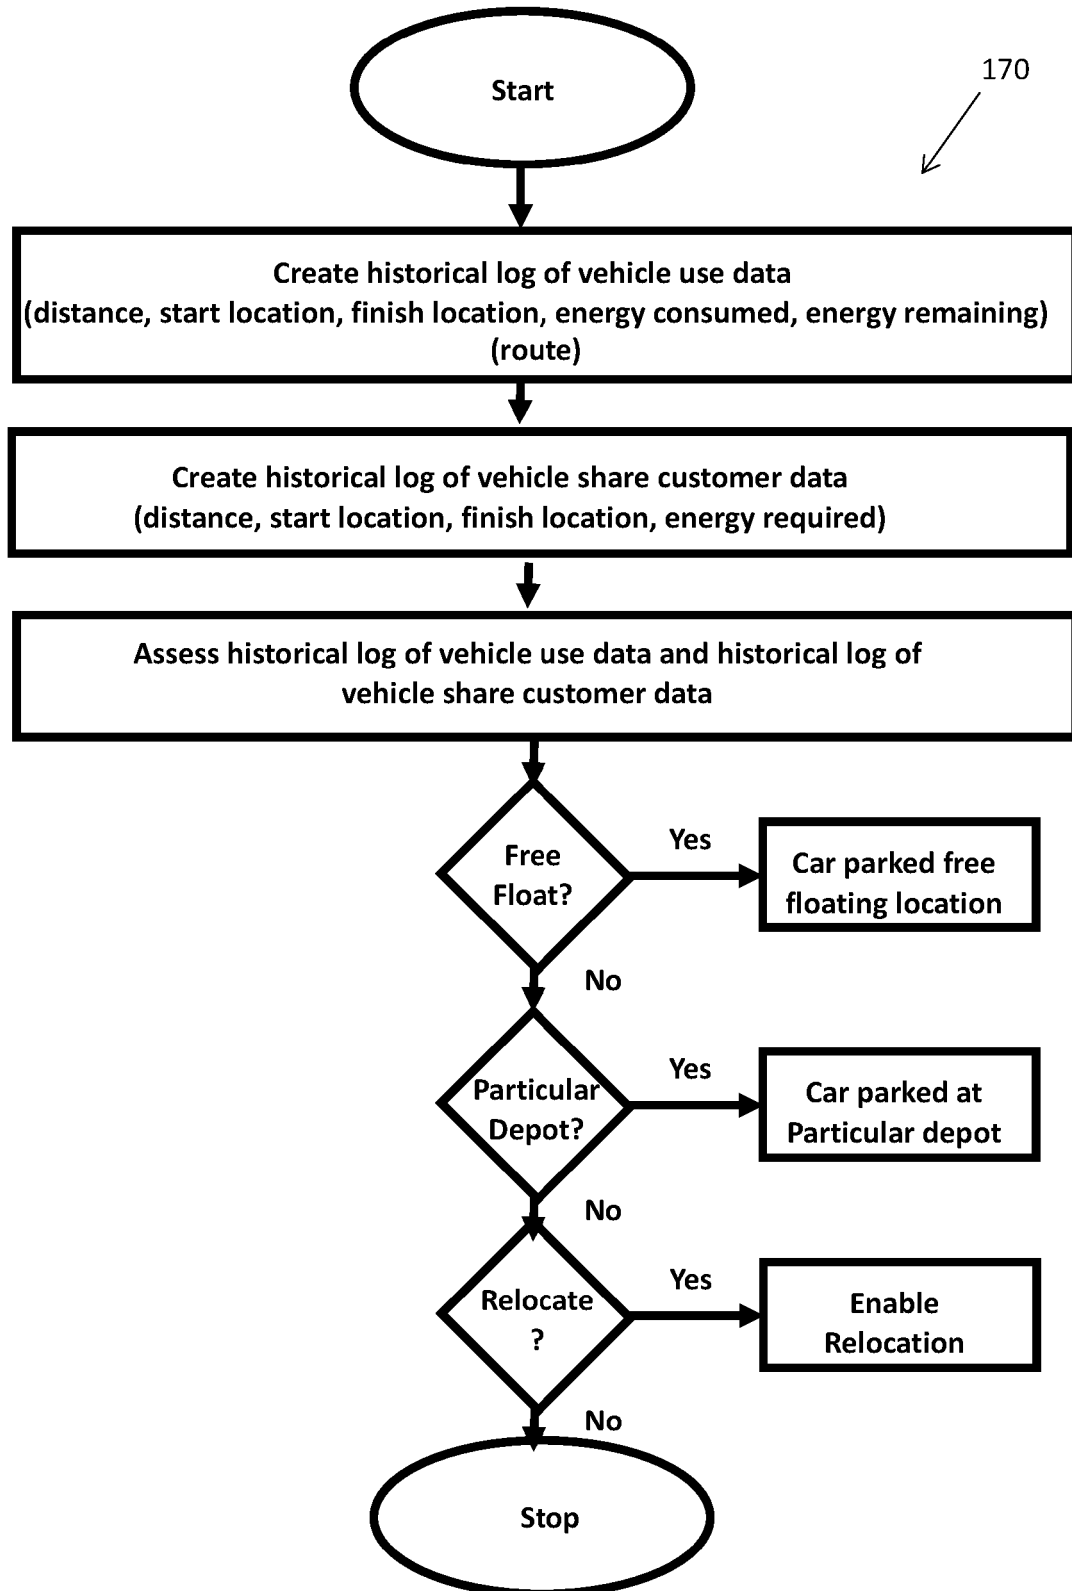 Start
170
Create historical log of vehicle use data
(distance, start location, finish location, energy consumed, energy remaining)
(route)
Create historical log of vehicle share customer data
(distance, start location, finish location, energy required)
Assess historical log of vehicle use data and historical log of
vehicle share customer data
Free
Float?
Yes
Car parked free
floating location
No
Particular
Depot?
Yes
Car parked at
Particular depot
No
Relocate
?
Yes
Enable
Relocation
No
Stop